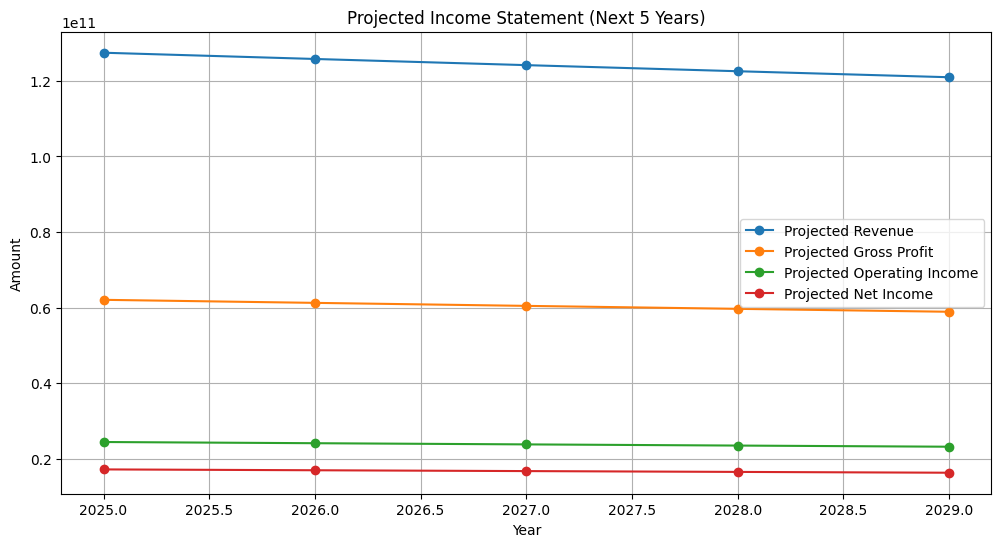 Projected Income Statement (Next 5 Years)
1e11
1.2
1.0
0.8
0.6
0.4
0.2
Amount
Projected Revenue
Projected Gross Profit
Projected Operating Income
Projected Net Income
2025.0 2025.5 2026.0 2026.5 2027.0 2027.5 2028.0 2028.5 2029.0
Year